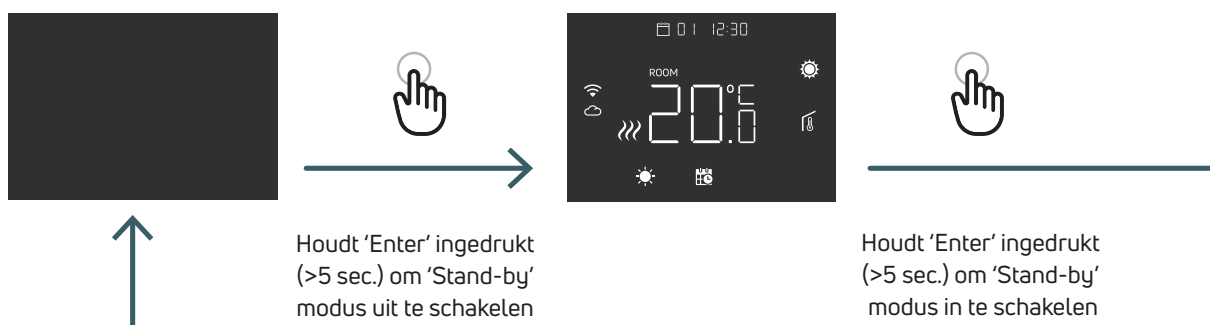 01 12:30
ROOM
20.0 °C
Houdt ‘Enter’ ingedrukt
(>5 sec.) om ‘Stand-by’
modus uit te schakelen
Houdt ‘Enter’ ingedrukt
(>5 sec.) om ‘Stand-by’
modus in te schakelen